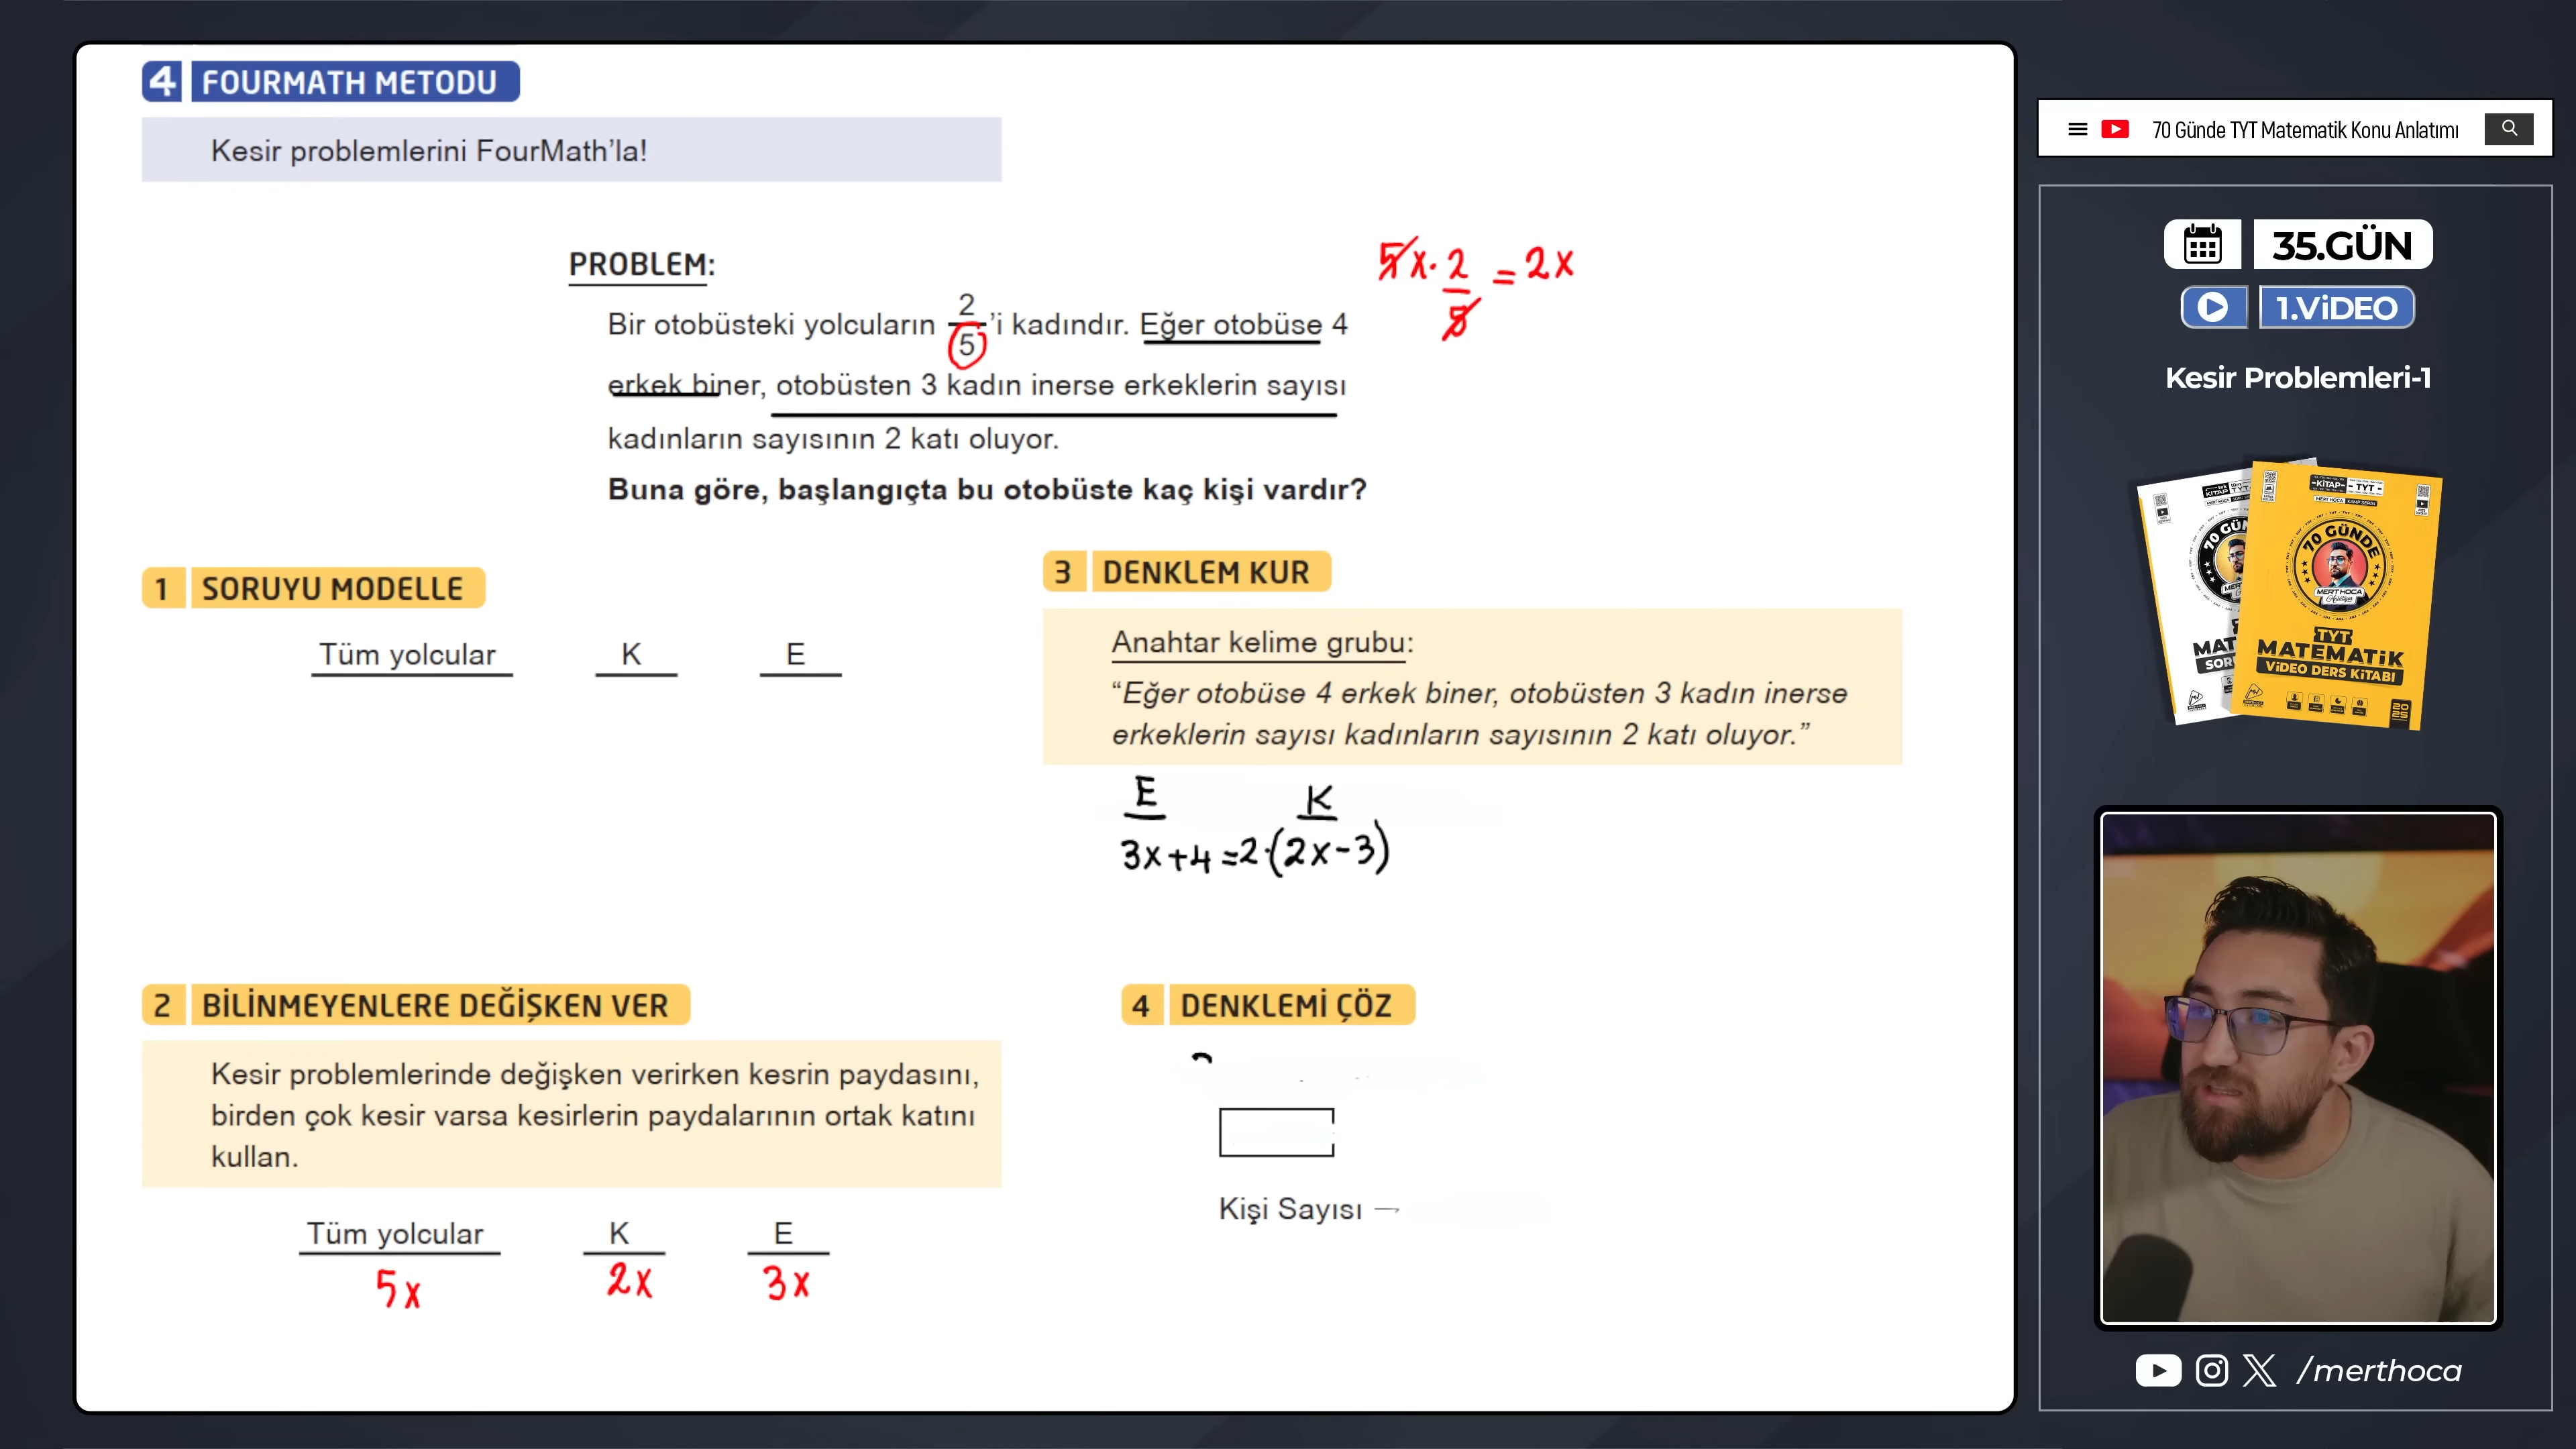 4 FOURMATH METODU
Kesir problemlerini FourMath'la!
PROBLEM:
Bir otobüsteki yolcuların 2/5 'i kadındır. Eğer otobüse 4
erkek biner, otobüsten 3 kadın inerse erkeklerin sayısı
kadınların sayısının 2 katı oluyor.
Buna göre, başlangıçta bu otobüste kaç kişi vardır?
5x · 2/5 = 2x
1 SORUYU MODELLE
Tüm yolcular K E
2 BİLİNMEYENLERE DEĞİŞKEN VER
Kesir problemlerinde değişken verirken kesrin paydasını,
birden çok kesir varsa kesirlerin paydalarının ortak katını
kullan.
Tüm yolcular K E
5x 2x 3x
3 DENKLEM KUR
Anahtar kelime grubu:
“Eğer otobüse 4 erkek biner, otobüsten 3 kadın inerse
erkeklerin sayısı kadınların sayısının 2 katı oluyor.”
E K
3x+4=2·(2x-3)
4 DENKLEMİ ÇÖZ
Kişi Sayısı
70 Günde TYT Matematik Konu Anlatımı
35.GÜN
1.VİDEO
Kesir Problemleri-1
70 GÜNDE
MERT HOCA
TYT
MATEMATİK
VİDEO DERS KİTABI
/merthoca